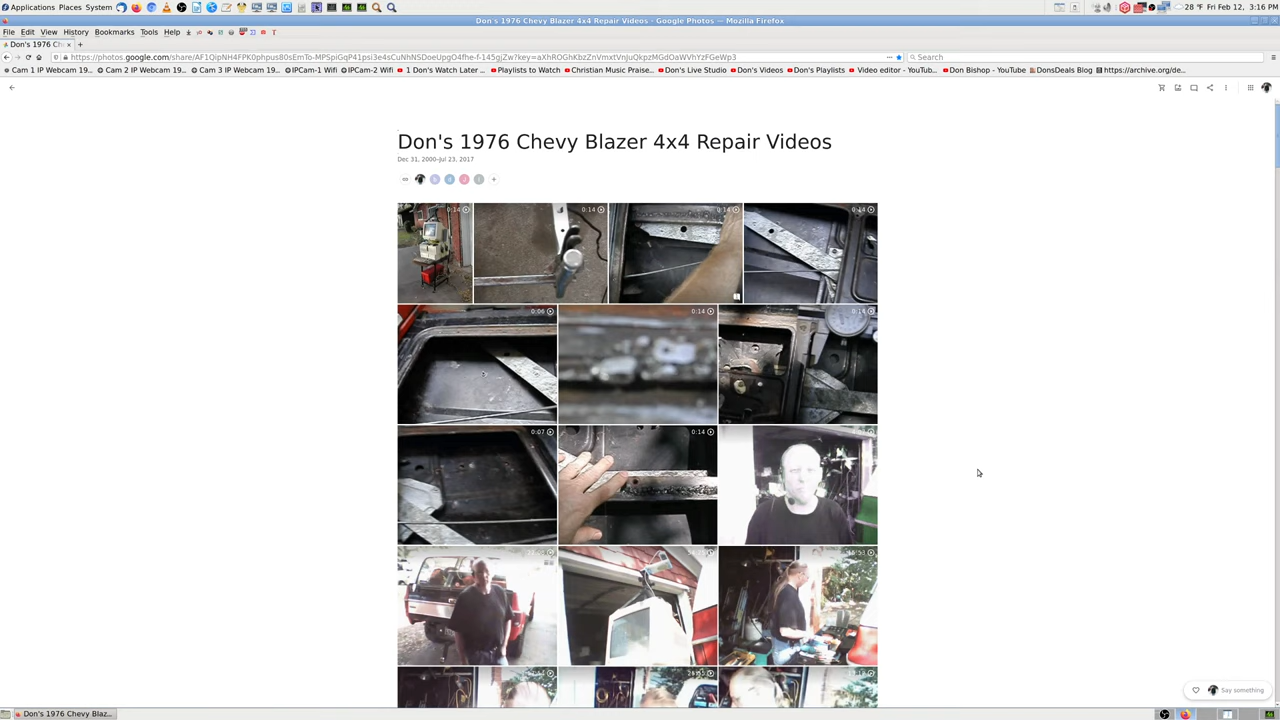 Applications Places System
28 °F Fri Feb 12, 3:16 PM
Don's 1976 Chevy Blazer 4x4 Repair Videos - Google Photos — Mozilla Firefox
File Edit View History Bookmarks Tools Help
Don's 1976 Ch
Search
Cam 1 IP Webcam 19... Cam 2 IP Webcam 19... Cam 3 IP Webcam 19... IPCam-1 Wifi IPCam-2 Wifi 1 Don's Watch Later ... Playlists to Watch Christian Music Praise... Don's Live Studio Don's Videos Don's Playlists Video editor - YouTub... Don Bishop - YouTube DonsDeals Blog https://archive.org/de...
Don's 1976 Chevy Blazer 4x4 Repair Videos
Dec 31, 2000–Jul 23, 2017
0:14 0:14 0:14 0:14
0:06 0:14 0:14
0:07 0:14
Say something
Don's 1976 Chevy Blaz...